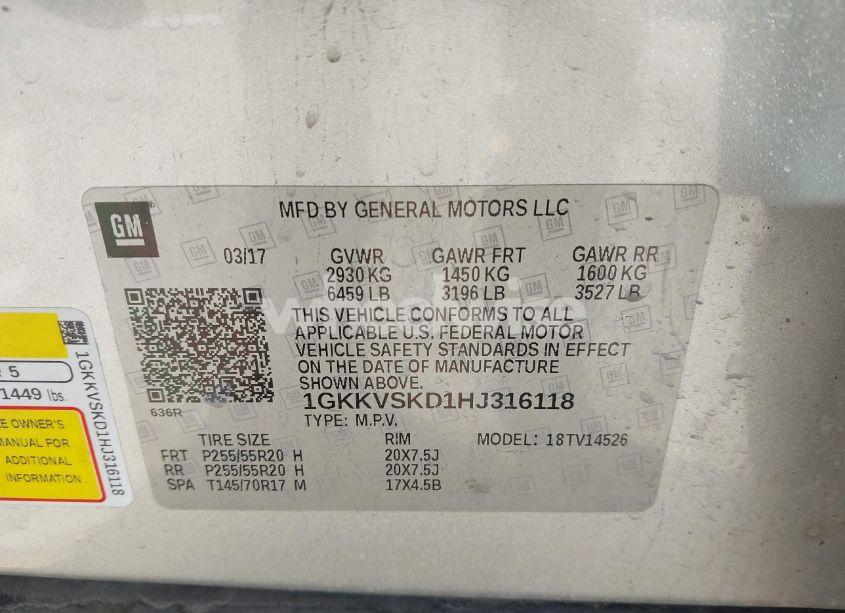 GM
MFD BY GENERAL MOTORS LLC
03/17 GVWR GAWR FRT GAWR RR
2930 KG 1450 KG 1600 KG
6459 LB 3196 LB 3527 LB
THIS VEHICLE CONFORMS TO ALL
APPLICABLE U.S. FEDERAL MOTOR
VEHICLE SAFETY STANDARDS IN EFFECT
ON THE DATE OF MANUFACTURE
SHOWN ABOVE.
1GKKVSKD1HJ316118
636R
TYPE: M.P.V.
TIRE SIZE RIM MODEL: 18TV14526
FRT P255/55R20 H 20X7.5J
RR P255/55R20 H 20X7.5J
SPA T145/70R17 M 17X4.5B
5
1449 lbs.
OWNER'S
MANUAL FOR
ADDITIONAL
INFORMATION
1GKKVSKD1HJ316118